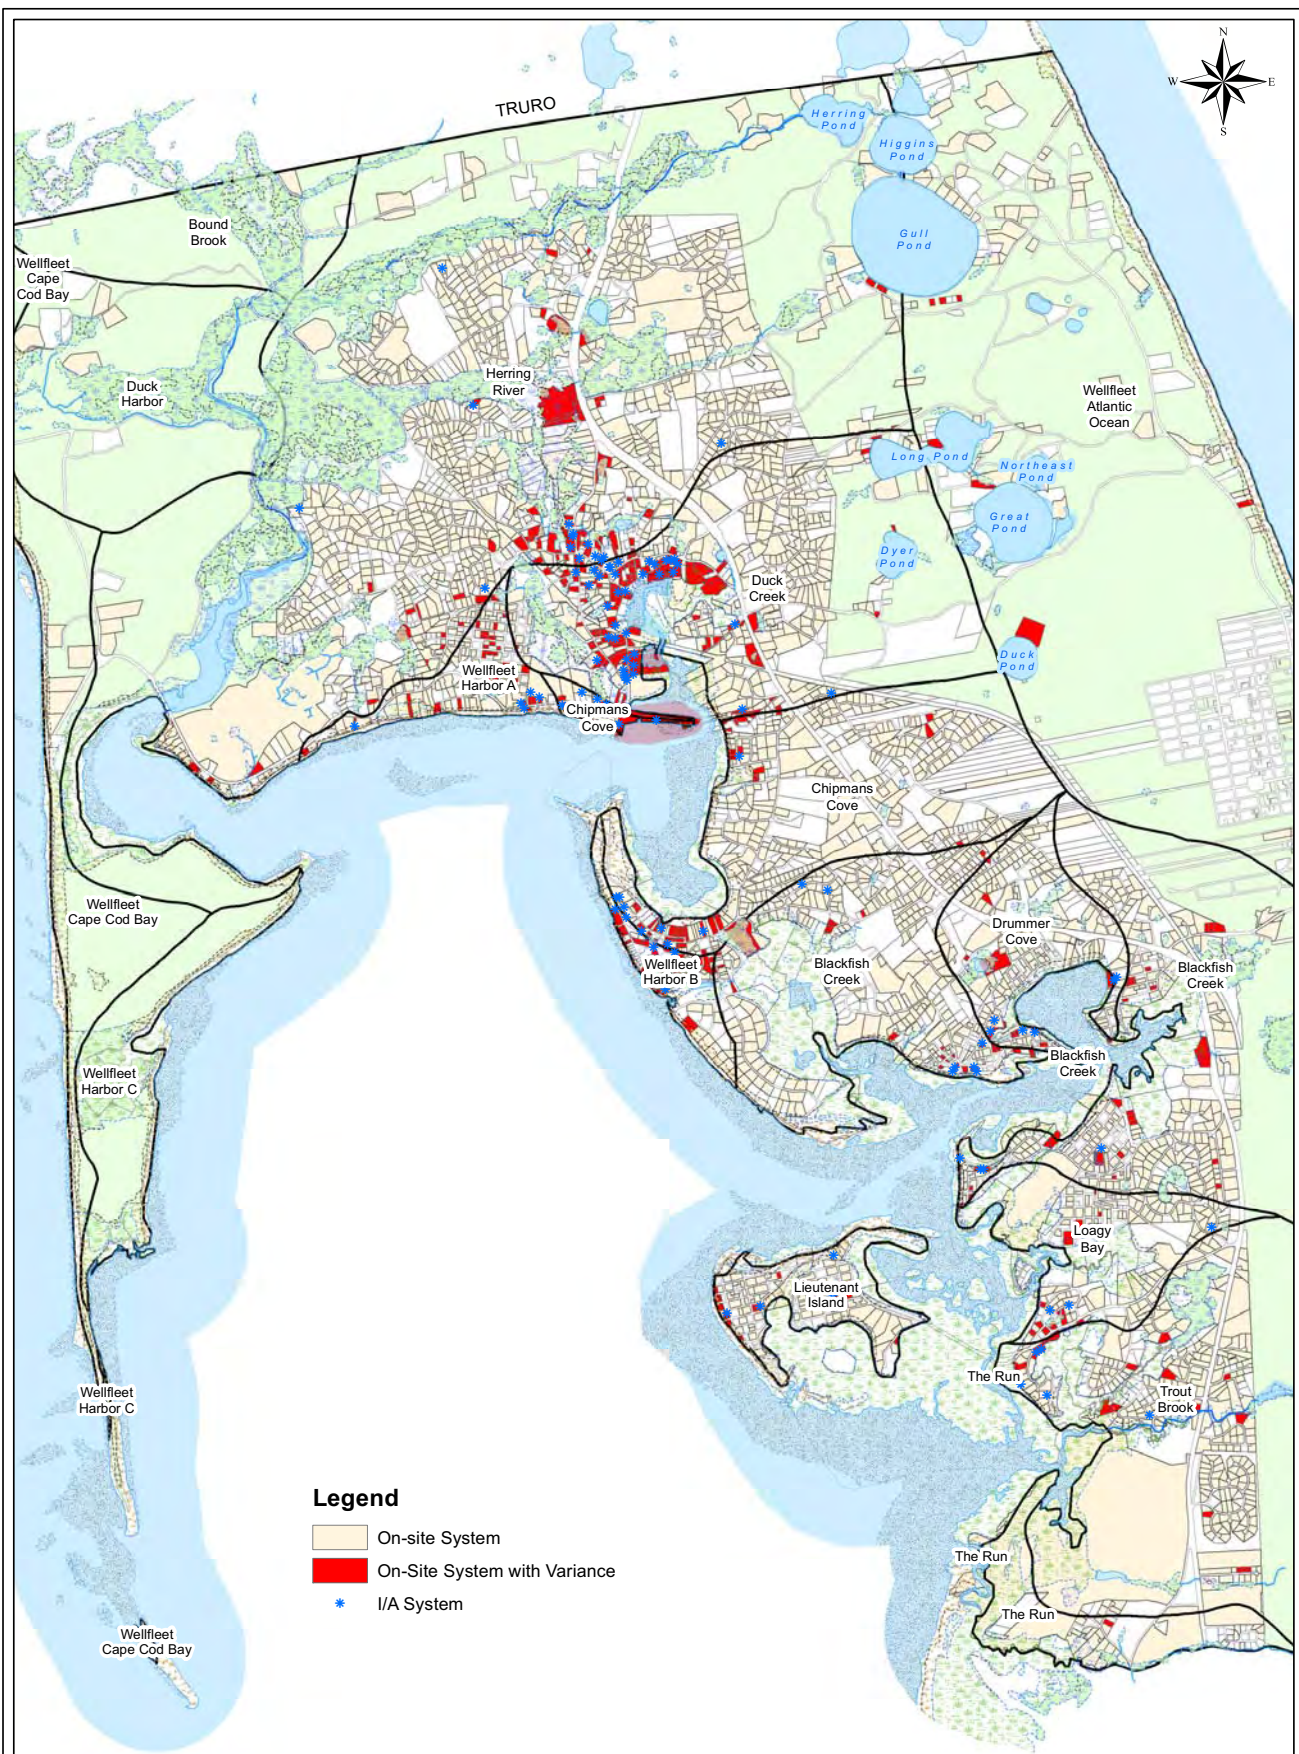 N
W
E
S
TRURO
Herring
Pond
Higgins
Pond
Gull
Pond
Bound
Brook
Wellfleet
Cape
Cod Bay
Duck
Harbor
Herring
River
Wellfleet
Atlantic
Ocean
Long Pond
Northeast
Pond
Great
Pond
Dyer
Pond
Duck
Creek
Duck
Pond
Wellfleet
Harbor A
Chipmans
Cove
Chipmans
Cove
Wellfleet
Cape Cod Bay
Drummer
Cove
Blackfish
Creek
Wellfleet
Harbor B
Blackfish
Creek
Blackfish
Creek
Wellfleet
Harbor C
Loagy
Bay
Lieutenant
Island
The Run
Trout
Brook
Wellfleet
Harbor C
Legend
On-site System
On-Site System with Variance
I/A System
The Run
The Run
Wellfleet
Cape Cod Bay